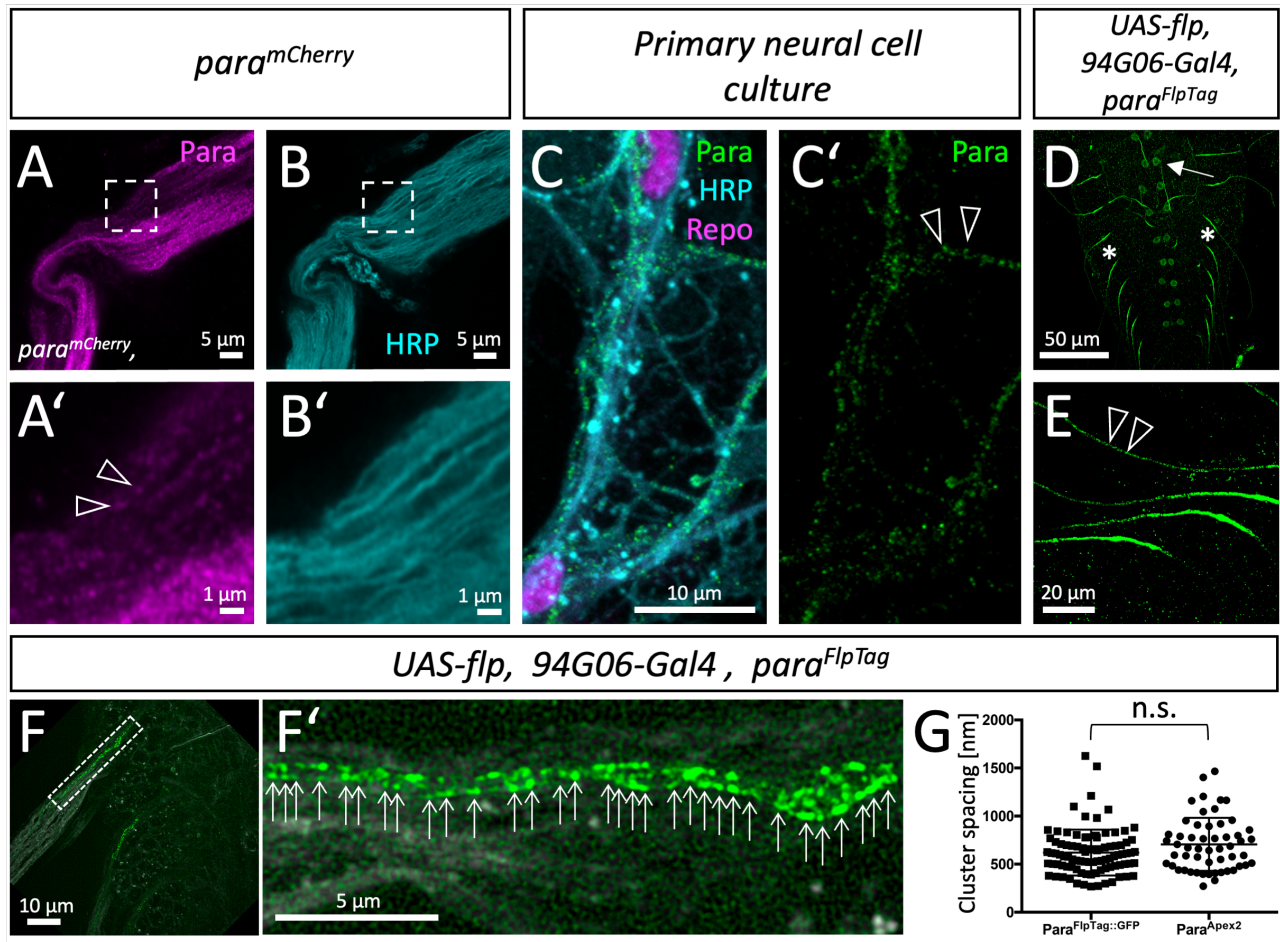 para^mCherry
Primary neural cell
culture
UAS-flp,
94G06-Gal4,
para^FlpTag
A
Para
para^mCherry,
5 µm
B
5 µm
HRP
C
Para
HRP
Repo
10 µm
C‘
Para
D
*
*
50 µm
A‘
1 µm
B‘
1 µm
E
20 µm
UAS-flp, 94G06-Gal4 , para^FlpTag
F
10 µm
F‘
5 µm
G
n.s.
Cluster spacing [nm]
2000
1500
1000
500
0
Para^FlpTag::GFP
Para^Apex2